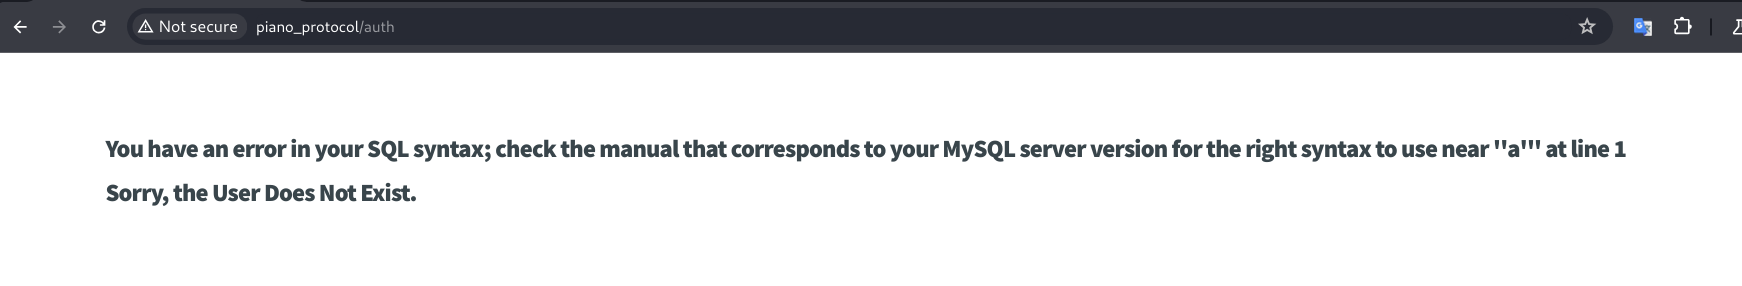 Not secure piano_protocol/auth
You have an error in your SQL syntax; check the manual that corresponds to your MySQL server version for the right syntax to use near ''a''' at line 1
Sorry, the User Does Not Exist.